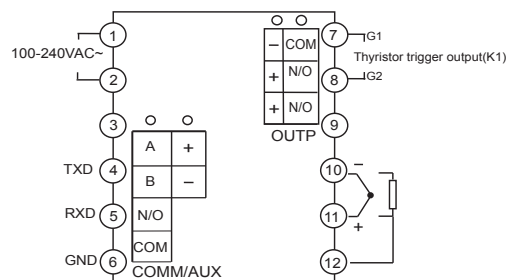 1
100-240VAC~
2
3
A +
TXD 4
B −
RXD 5
N/O
COM
GND 6
COMM/AUX
− COM
7 G1
Thyristor trigger output(K1)
+ N/O
8 G2
+ N/O
9
OUTP
10 −
11 +
12